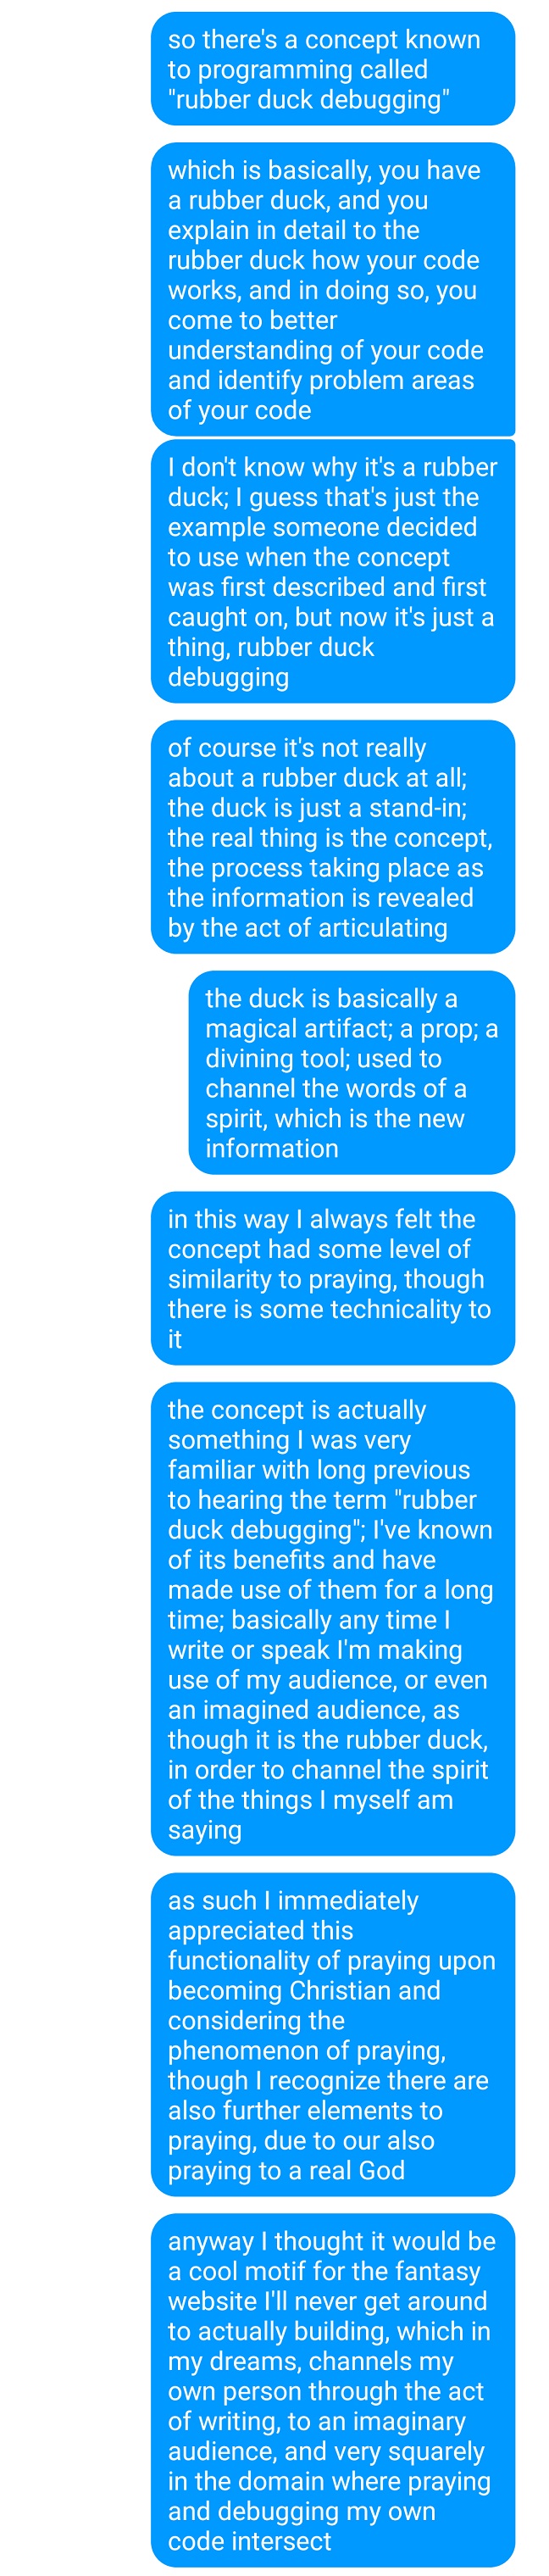 so there's a concept known
to programming called
"rubber duck debugging"
which is basically, you have
a rubber duck, and you
explain in detail to the
rubber duck how your code
works, and in doing so, you
come to better
understanding of your code
and identify problem areas
of your code
I don't know why it's a rubber
duck; I guess that's just the
example someone decided
to use when the concept
was first described and first
caught on, but now it's just a
thing, rubber duck
debugging
of course it's not really
about a rubber duck at all;
the duck is just a stand-in;
the real thing is the concept,
the process taking place as
the information is revealed
by the act of articulating
the duck is basically a
magical artifact; a prop; a
divining tool; used to
channel the words of a
spirit, which is the new
information
in this way I always felt the
concept had some level of
similarity to praying, though
there is some technicality to
it
the concept is actually
something I was very
familiar with long previous
to hearing the term "rubber
duck debugging"; I've known
of its benefits and have
made use of them for a long
time; basically any time I
write or speak I'm making
use of my audience, or even
an imagined audience, as
though it is the rubber duck,
in order to channel the spirit
of the things I myself am
saying
as such I immediately
appreciated this
functionality of praying upon
becoming Christian and
considering the
phenomenon of praying,
though I recognize there are
also further elements to
praying, due to our also
praying to a real God
anyway I thought it would be
a cool motif for the fantasy
website I'll never get around
to actually building, which in
my dreams, channels my
own person through the act
of writing, to an imaginary
audience, and very squarely
in the domain where praying
and debugging my own
code intersect